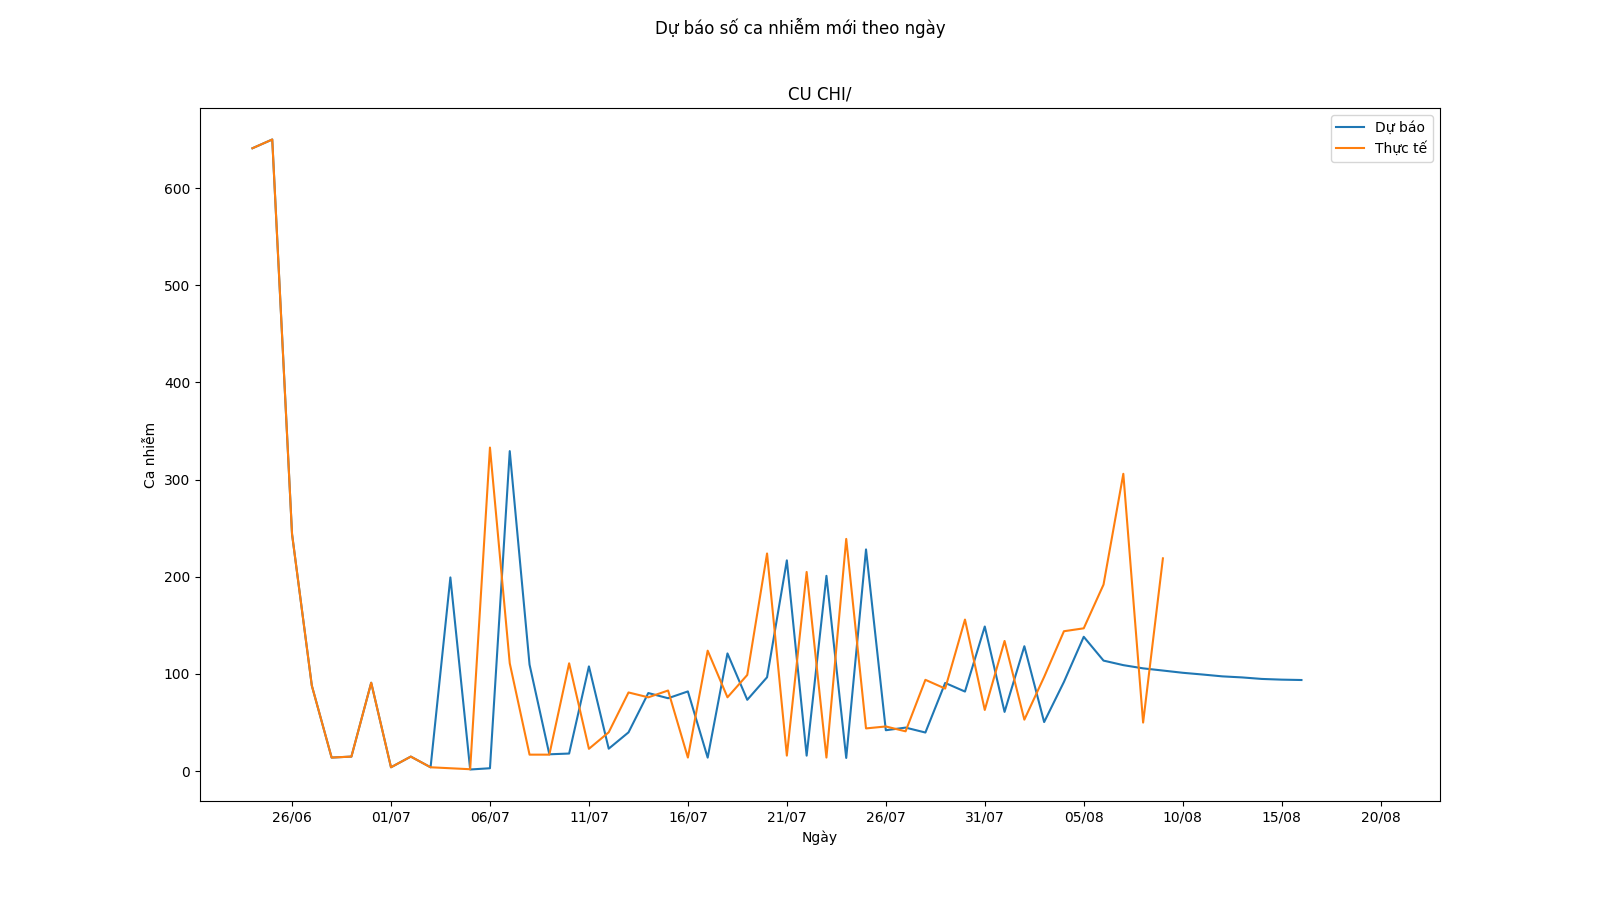 Dự báo số ca nhiễm mới theo ngày
CU CHI/
Dự báo
Thực tế
600
500
400
300
200
100
0
Ca nhiễm
26/06 01/07 06/07 11/07 16/07 21/07 26/07 31/07 05/08 10/08 15/08 20/08
Ngày